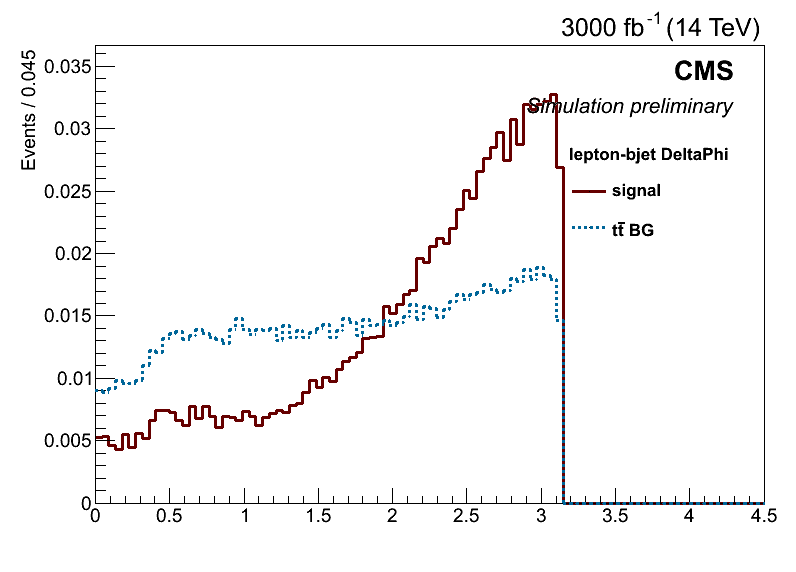 3000 fb⁻¹ (14 TeV)
CMS
Simulation preliminary
lepton-bjet DeltaPhi
signal
tt̄ BG
Events / 0.045
0.035
0.03
0.025
0.02
0.015
0.01
0.005
0
0 0.5 1 1.5 2 2.5 3 3.5 4 4.5